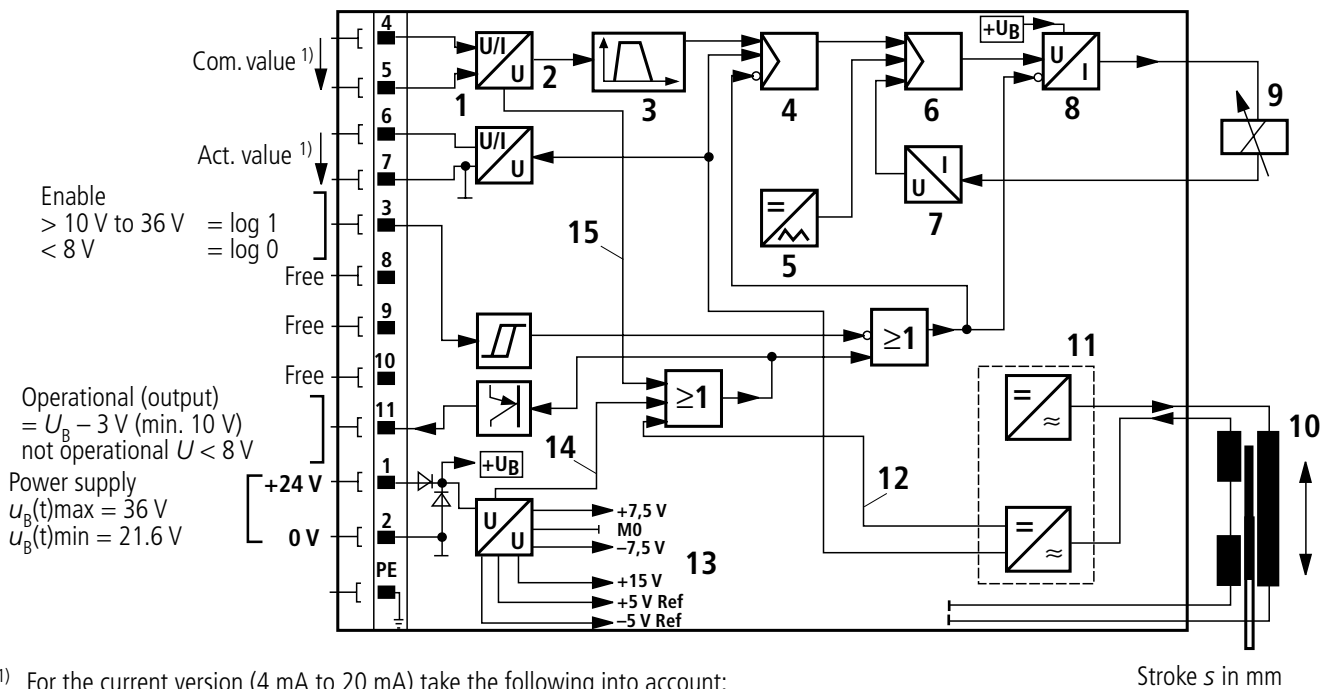 4
Com. value 1)
5
6
Act. value 1)
7
Enable
> 10 V to 36 V = log 1
< 8 V = log 0
3
Free 8
Free 9
Free 10
Operational (output)
= UB – 3 V (min. 10 V)
not operational U < 8 V
11
Power supply
uB(t)max = 36 V
uB(t)min = 21.6 V
+24 V 1
0 V 2
PE
U/I
U
1
2
3
4
6
+UB
U
I
8
9
U/I
U
I
U
7
=
5
15
≥1
≥1
11
=
≈
10
14
12
+UB
U
U
+7,5 V
M0
–7,5 V
13
+15 V
+5 V Ref
–5 V Ref
=
≈
Stroke s in mm
1) For the current version (4 mA to 20 mA) take the following into account: